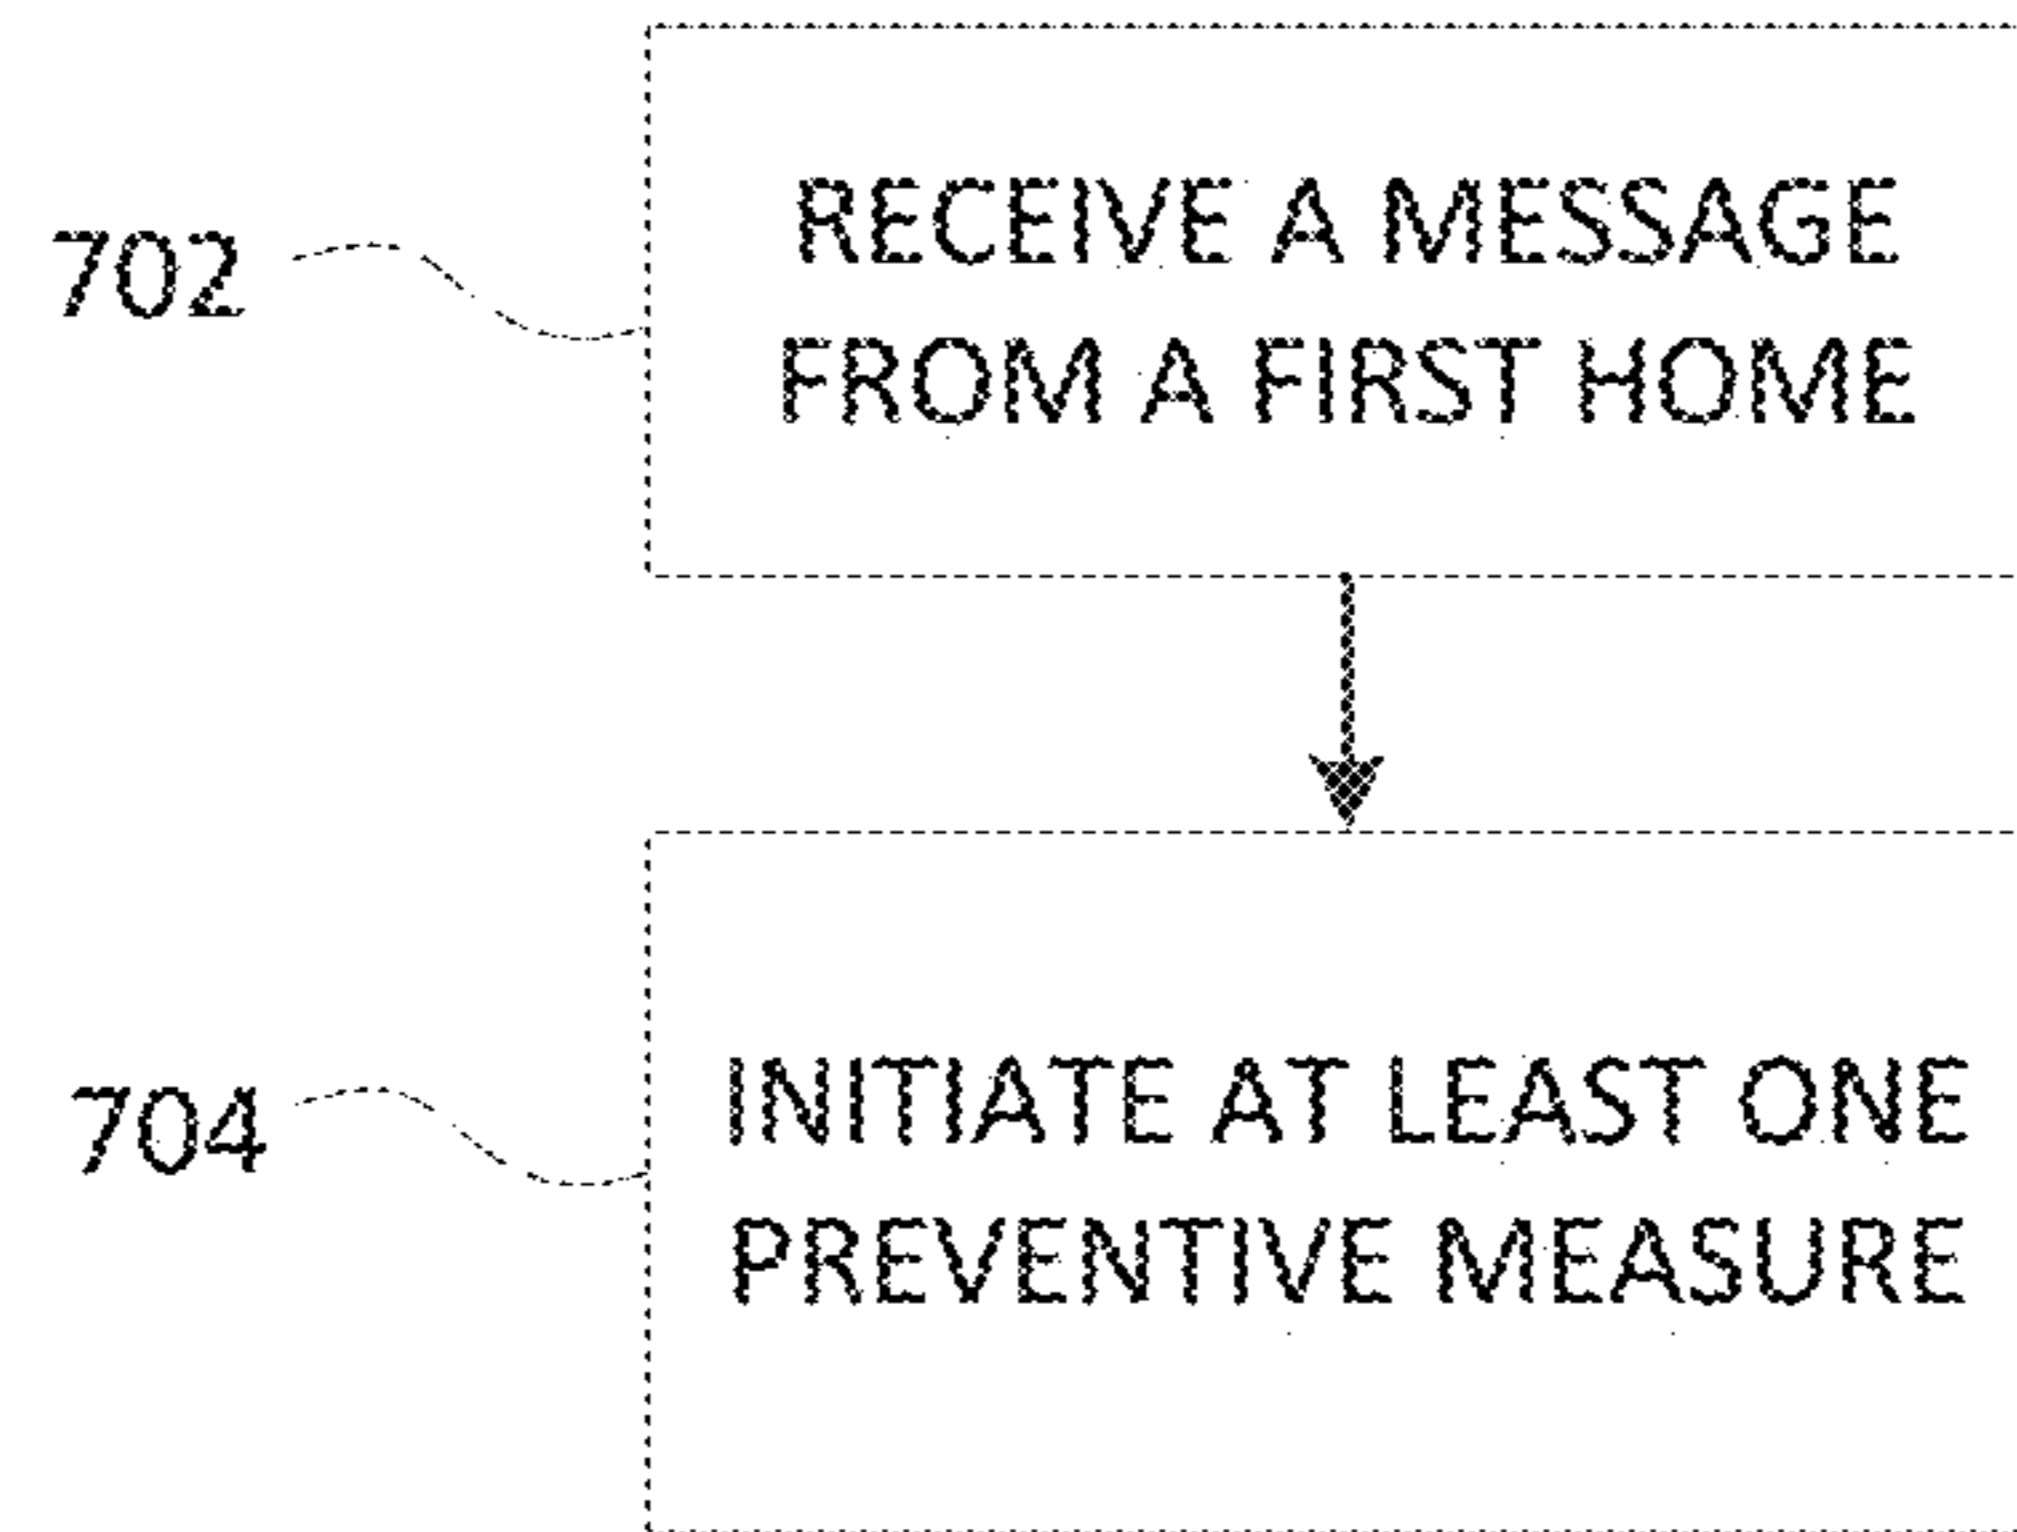 702
RECEIVE A MESSAGE
FROM A FIRST HOME
704
INITIATE AT LEAST ONE
PREVENTIVE MEASURE